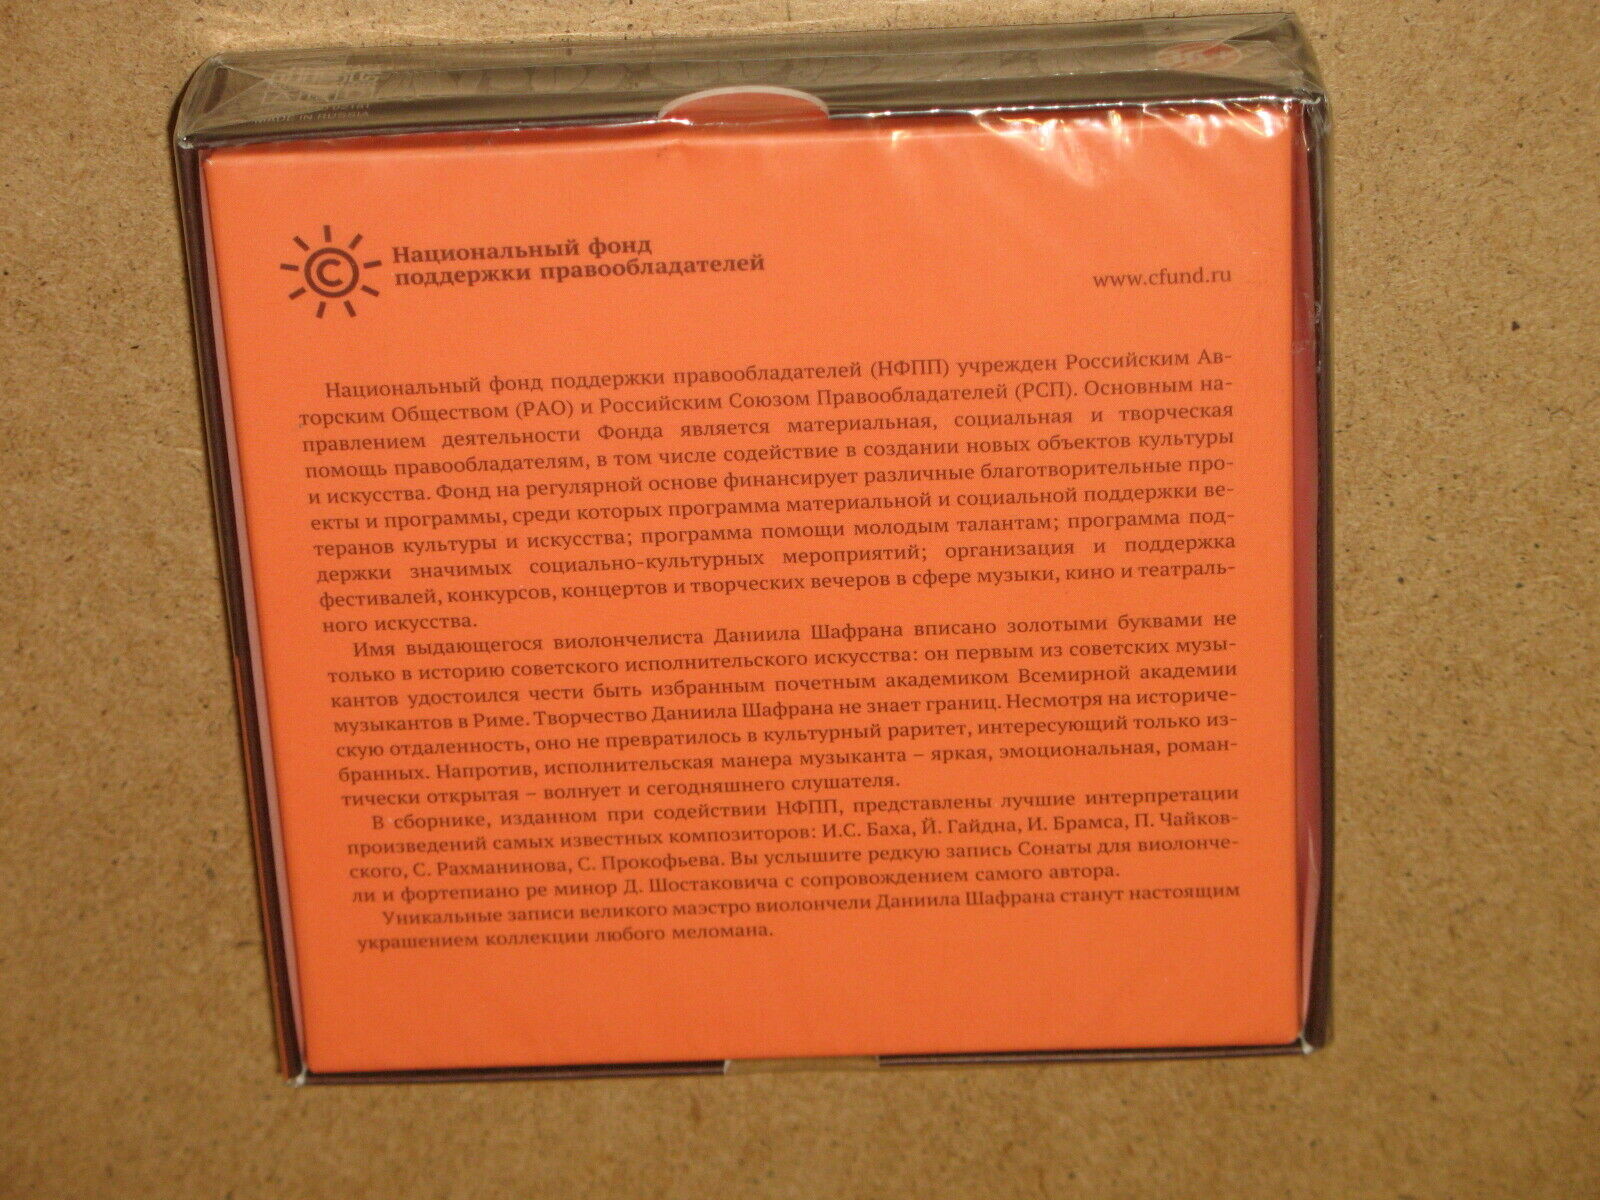 MADE IN RUSSIA
©
Национальный фонд
поддержки правообладателей
www.cfund.ru
Национальный фонд поддержки правообладателей (НФПП) учрежден Российским Ав-
торским Обществом (РАО) и Российским Союзом Правообладателей (РСП). Основным на-
правлением деятельности Фонда является материальная, социальная и творческая
помощь правообладателям, в том числе содействие в создании новых объектов культуры
и искусства. Фонд на регулярной основе финансирует различные благотворительные про-
екты и программы, среди которых программа материальной и социальной поддержки ве-
теранов культуры и искусства; программа помощи молодым талантам; программа под-
держки значимых социально-культурных мероприятий; организация и поддержка
фестивалей, конкурсов, концертов и творческих вечеров в сфере музыки, кино и театраль-
ного искусства.
Имя выдающегося виолончелиста Даниила Шафрана вписано золотыми буквами не
только в историю советского исполнительского искусства: он первым из советских музы-
кантов удостоился чести быть избранным почетным академиком Всемирной академии
музыкантов в Риме. Творчество Даниила Шафрана не знает границ. Несмотря на историче-
скую отдаленность, оно не превратилось в культурный раритет, интересующий только из-
бранных. Напротив, исполнительская манера музыканта – яркая, эмоциональная, роман-
тически открытая – волнует и сегодняшнего слушателя.
В сборнике, изданном при содействии НФПП, представлены лучшие интерпретации
произведений самых известных композиторов: И.С. Баха, Й. Гайдна, И. Брамса, П. Чайков-
ского, С. Рахманинова, С. Прокофьева. Вы услышите редкую запись Сонаты для виолонче-
ли и фортепиано ре минор Д. Шостаковича с сопровождением самого автора.
Уникальные записи великого маэстро виолончели Даниила Шафрана станут настоящим
украшением коллекции любого меломана.